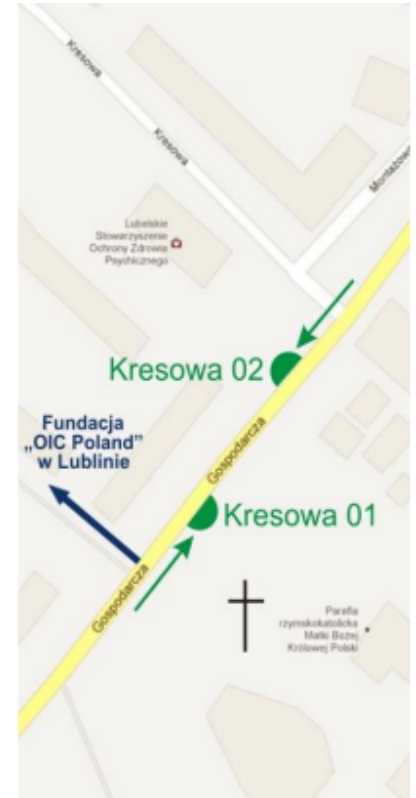 Kresowa
Kresowa
Montażowa
Lubelskie
Stowarzyszenie
Ochrony Zdrowia
Psychicznego
Kresowa 02
Gospodarcza
Fundacja
„OIC Poland”
w Lublinie
Kresowa 01
Gospodarcza
Parafia
rzymskokatolicka
Matki Bożej
Królowej Polski